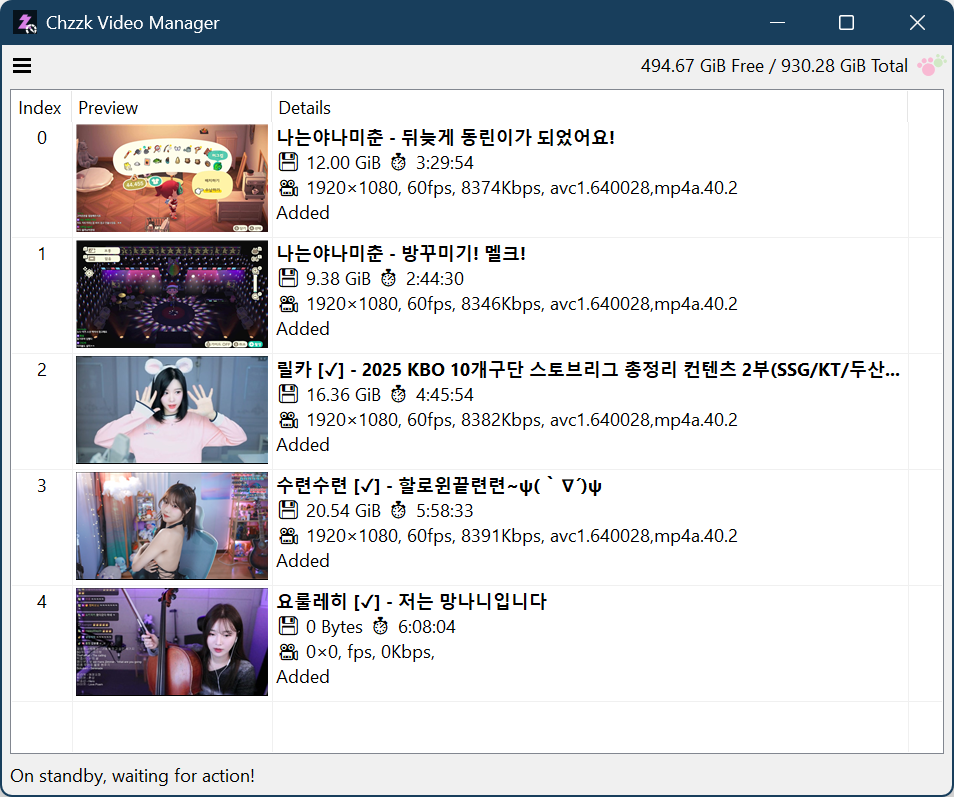 Chzzk Video Manager
494.67 GiB Free / 930.28 GiB Total
Index Preview Details
0
나는야나미춘 - 뒤늦게 동린이가 되었어요!
12.00 GiB 3:29:54
1920×1080, 60fps, 8374Kbps, avc1.640028,mp4a.40.2
Added
1
나는야나미춘 - 방꾸미기! 멜크!
9.38 GiB 2:44:30
1920×1080, 60fps, 8346Kbps, avc1.640028,mp4a.40.2
Added
2
릴카 [✓] - 2025 KBO 10개구단 스토브리그 총정리 컨텐츠 2부(SSG/KT/두산...
16.36 GiB 4:45:54
1920×1080, 60fps, 8382Kbps, avc1.640028,mp4a.40.2
Added
3
수련수련 [✓] - 할로윈끝련련~ψ(｀∇´)ψ
20.54 GiB 5:58:33
1920×1080, 60fps, 8391Kbps, avc1.640028,mp4a.40.2
Added
4
요룰레히 [✓] - 저는 망나니입니다
0 Bytes 6:08:04
0×0, fps, 0Kbps,
Added
On standby, waiting for action!